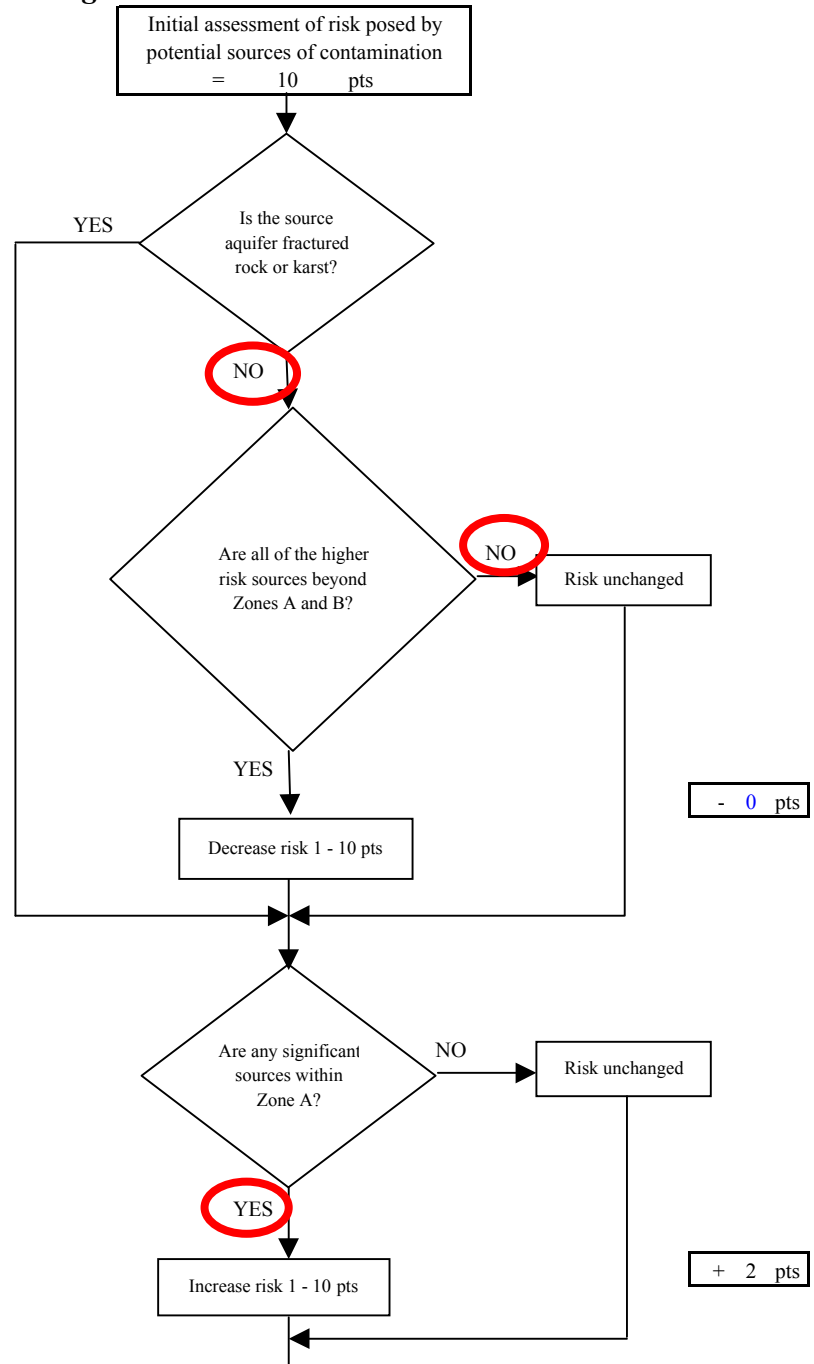 Initial assessment of risk posed by
potential sources of contamination
= 10 pts
YES
Is the source
aquifer fractured
rock or karst?
NO
Are all of the higher
risk sources beyond
Zones A and B?
NO
Risk unchanged
YES
- 0 pts
Decrease risk 1 - 10 pts
Are any significant
sources within
Zone A?
NO
Risk unchanged
YES
+ 2 pts
Increase risk 1 - 10 pts